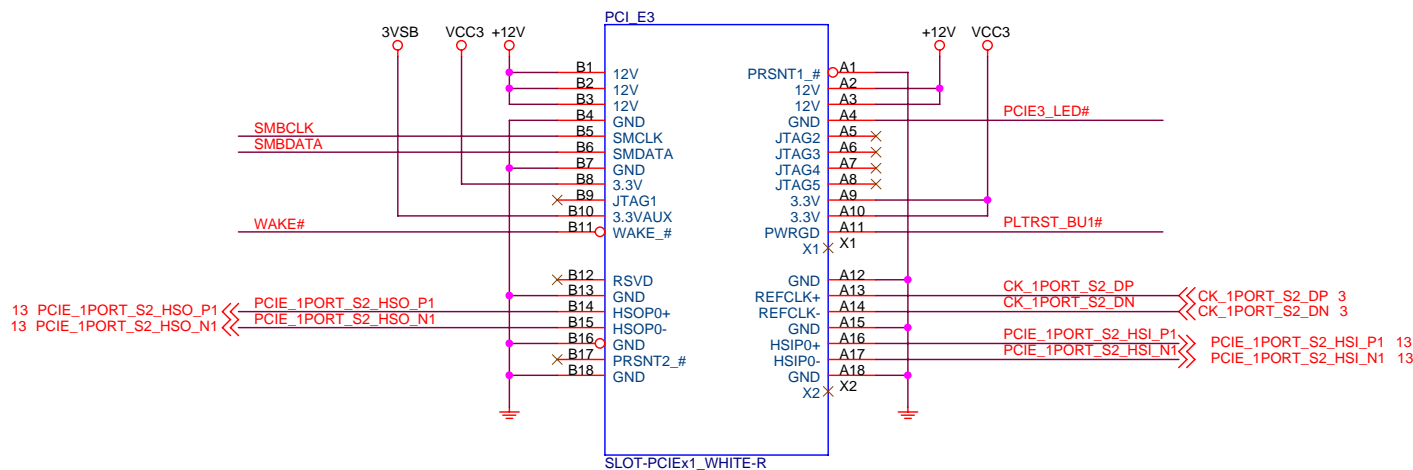 PCI_E3
3VSB VCC3 +12V +12V VCC3
B1 12V PRSNT1_# A1
B2 12V 12V A2
B3 12V 12V A3
B4 GND GND A4 PCIE3_LED#
SMBCLK B5 SMCLK JTAG2 A5
SMBDATA B6 SMDATA JTAG3 A6
B7 GND JTAG4 A7
B8 3.3V JTAG5 A8
B9 JTAG1 3.3V A9
B10 3.3VAUX 3.3V A10
WAKE# B11 WAKE_# PWRGD A11 PLTRST_BU1#
X1 X1
B12 RSVD GND A12
B13 GND REFCLK+ A13 CK_1PORT_S2_DP CK_1PORT_S2_DP 3
13 PCIE_1PORT_S2_HSO_P1 PCIE_1PORT_S2_HSO_P1 B14 HSOP0+ REFCLK- A14 CK_1PORT_S2_DN CK_1PORT_S2_DN 3
13 PCIE_1PORT_S2_HSO_N1 PCIE_1PORT_S2_HSO_N1 B15 HSOP0- GND A15
B16 GND HSIP0+ A16 PCIE_1PORT_S2_HSI_P1 PCIE_1PORT_S2_HSI_P1 13
B17 PRSNT2_# HSIP0- A17 PCIE_1PORT_S2_HSI_N1 PCIE_1PORT_S2_HSI_N1 13
B18 GND GND A18
X2 X2
SLOT-PCIEx1_WHITE-R